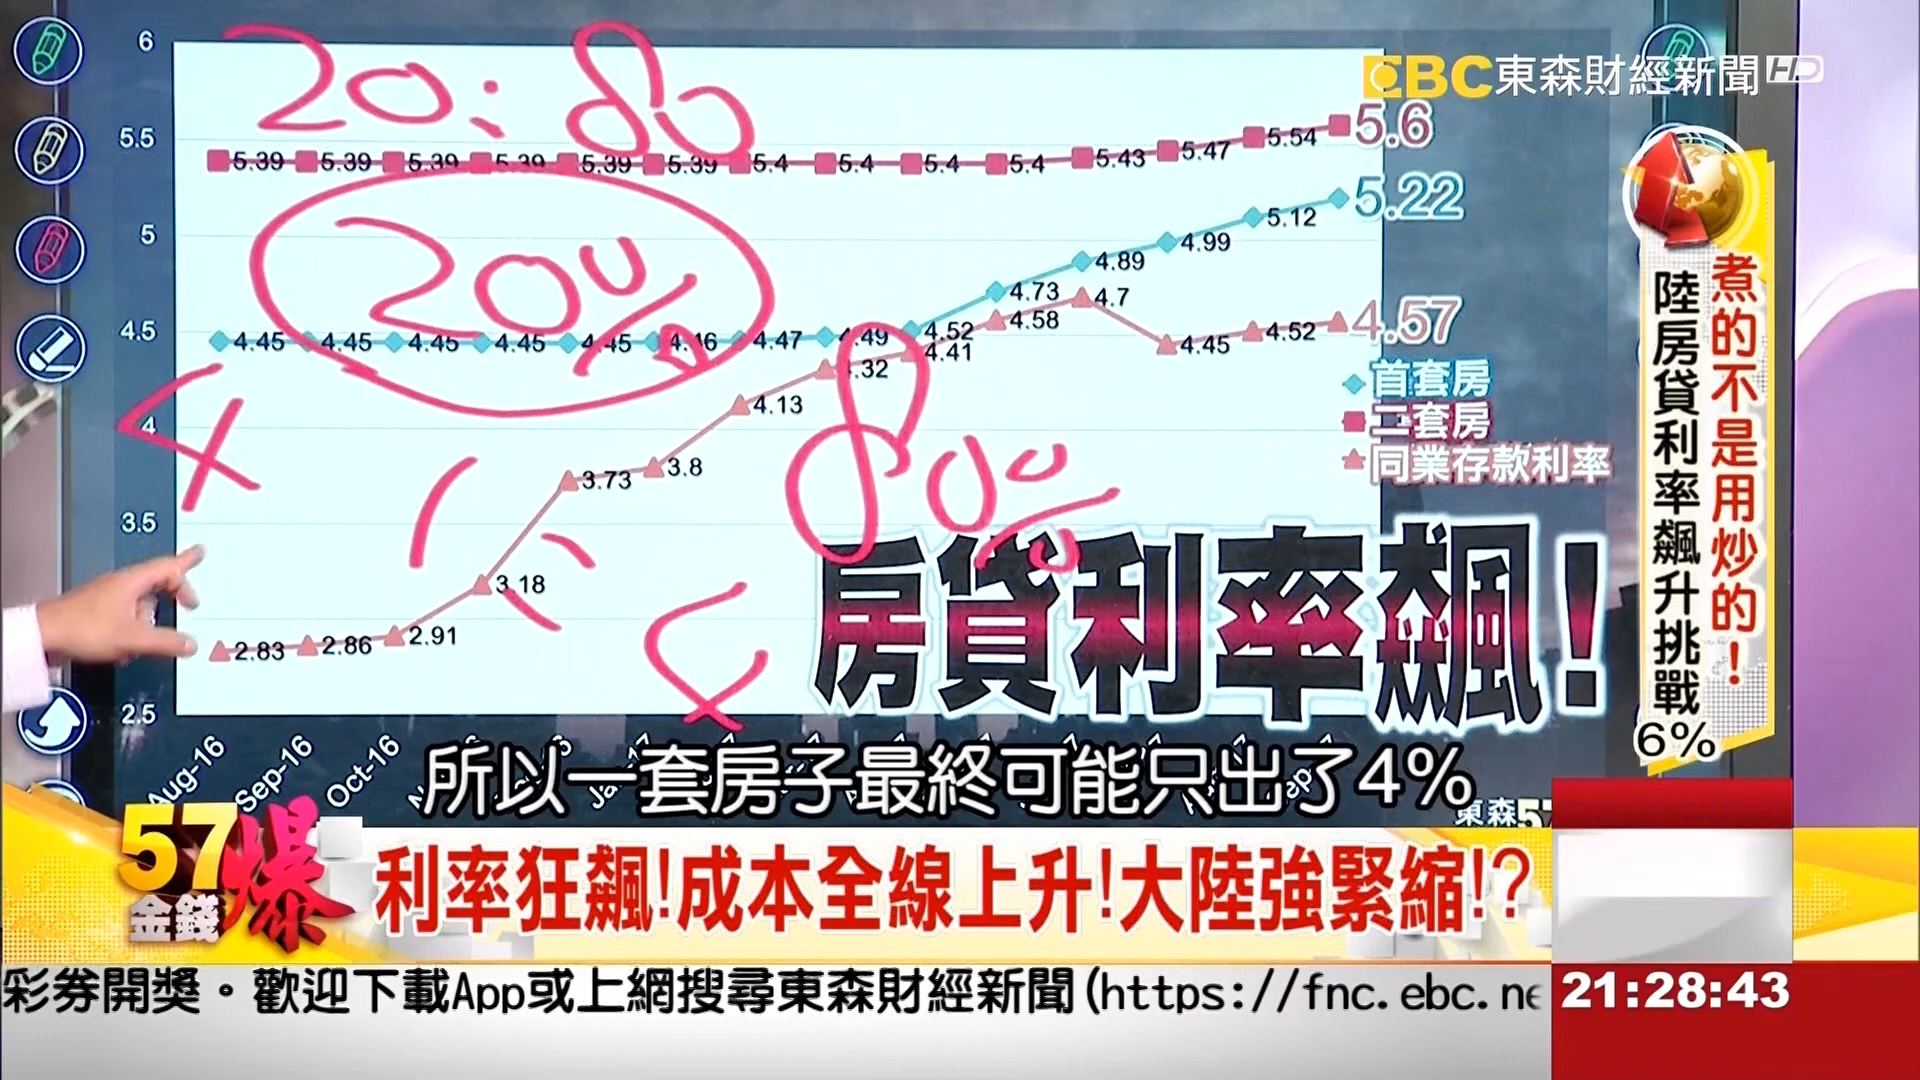 EBC東森財經新聞HD
煮的不是用炒的!
陸房貸利率飆升挑戰6%
6
5.5
5
4.5
4
3.5
2.5
20:80
5.39 5.39 5.39 5.39 5.39 5.39 5.4 5.4 5.4 5.4 5.43 5.47 5.54 5.6
4.45 4.45 4.45 4.45 4.45 4.46 4.47 4.49 4.52 4.73 4.89 4.99 5.12 5.22
2.83 2.86 2.91 3.18 3.73 3.8 4.13 4.32 4.41 4.58 4.7 4.45 4.52 4.57
20%
80%
首套房
二套房
同業存款利率
房貸利率飆!
Aug-16 Sep-16 Oct-16
所以一套房子最終可能只出了4%
東森57
57金錢爆
利率狂飆!成本全線上升!大陸強緊縮!?
彩券開獎。歡迎下載App或上網搜尋東森財經新聞(https://fnc.ebc.ne
21:28:43